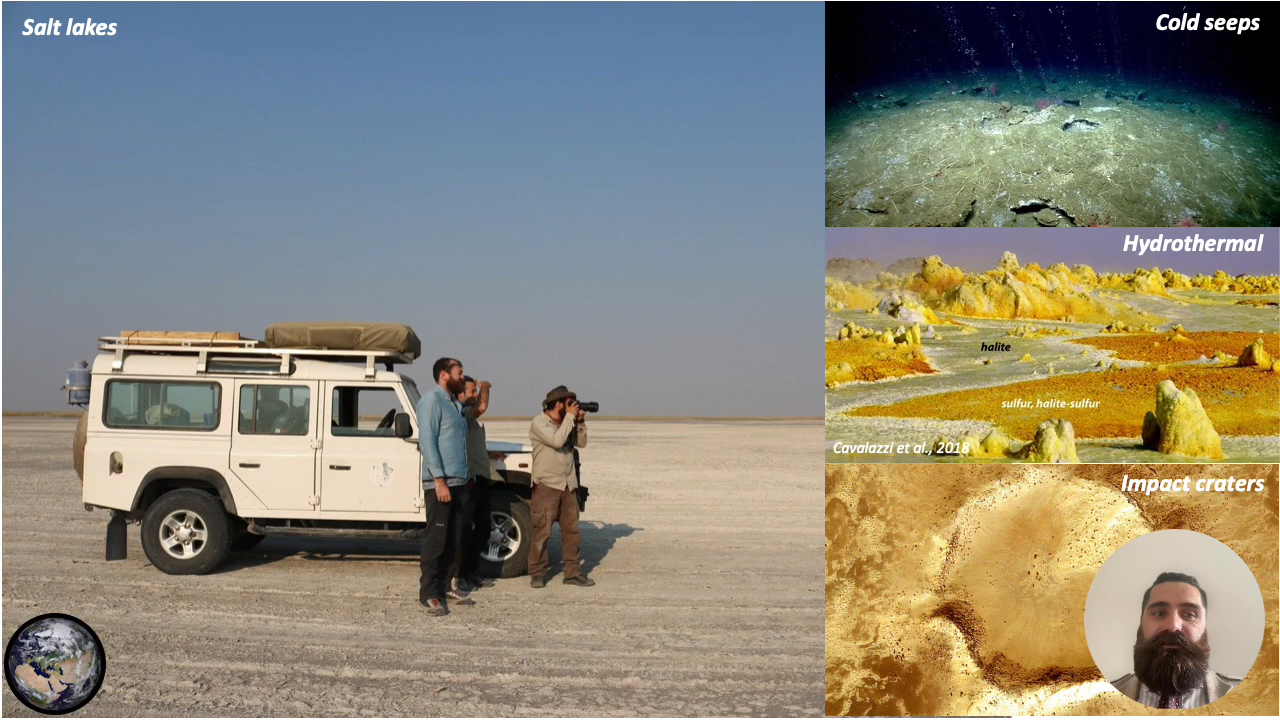 Salt lakes
Cold seeps
Hydrothermal
halite
sulfur, halite-sulfur
Cavalazzi et al., 2018
Impact craters